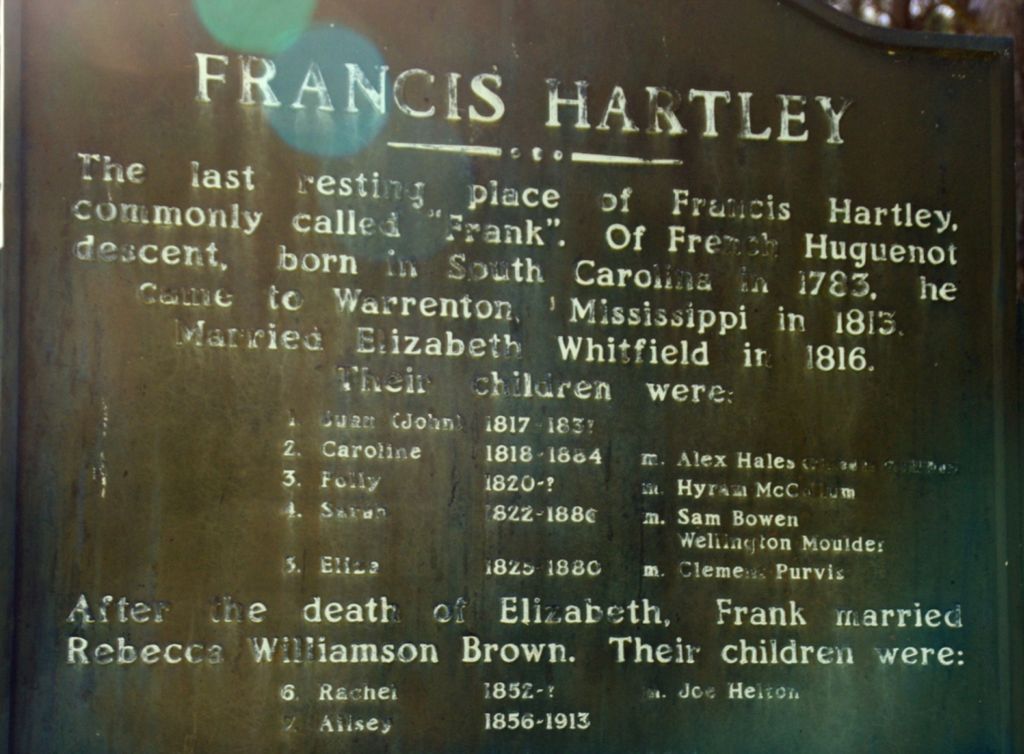 FRANCIS HARTLEY
The last resting place of Francis Hartley,
commonly called "Frank". Of French Huguenot
descent, born in South Carolina in 1783, he
came to Warrenton, Mississippi in 1813.
Married Elizabeth Whitfield in 1816.
Their children were:
1. Juan (John) 1817-183
2. Caroline 1818-1884 m. Alex Hales
3. Polly 1820-? m. Hyram McCollum
4. Sarah 1822-1886 m. Sam Bowen
Wellington Moulder
5. Eliza 1825-1880 m. Clement Purvis
After the death of Elizabeth, Frank married
Rebecca Williamson Brown. Their children were:
6. Rachel 1852-? m. Joe Helton
7. Ailsey 1856-1913